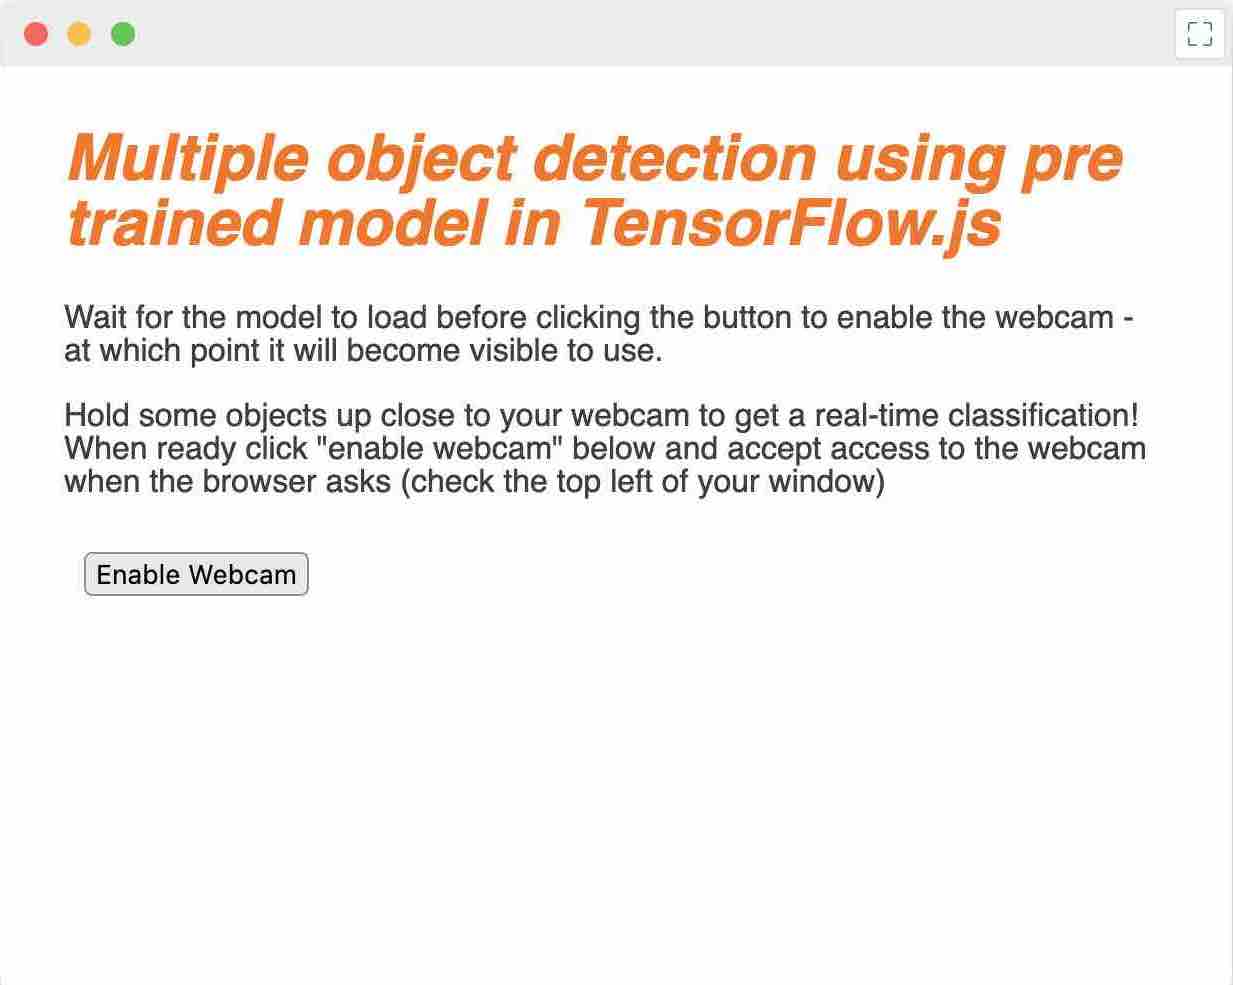 Multiple object detection using pre
trained model in TensorFlow.js
Wait for the model to load before clicking the button to enable the webcam -
at which point it will become visible to use.
Hold some objects up close to your webcam to get a real-time classification!
When ready click "enable webcam" below and accept access to the webcam
when the browser asks (check the top left of your window)
Enable Webcam